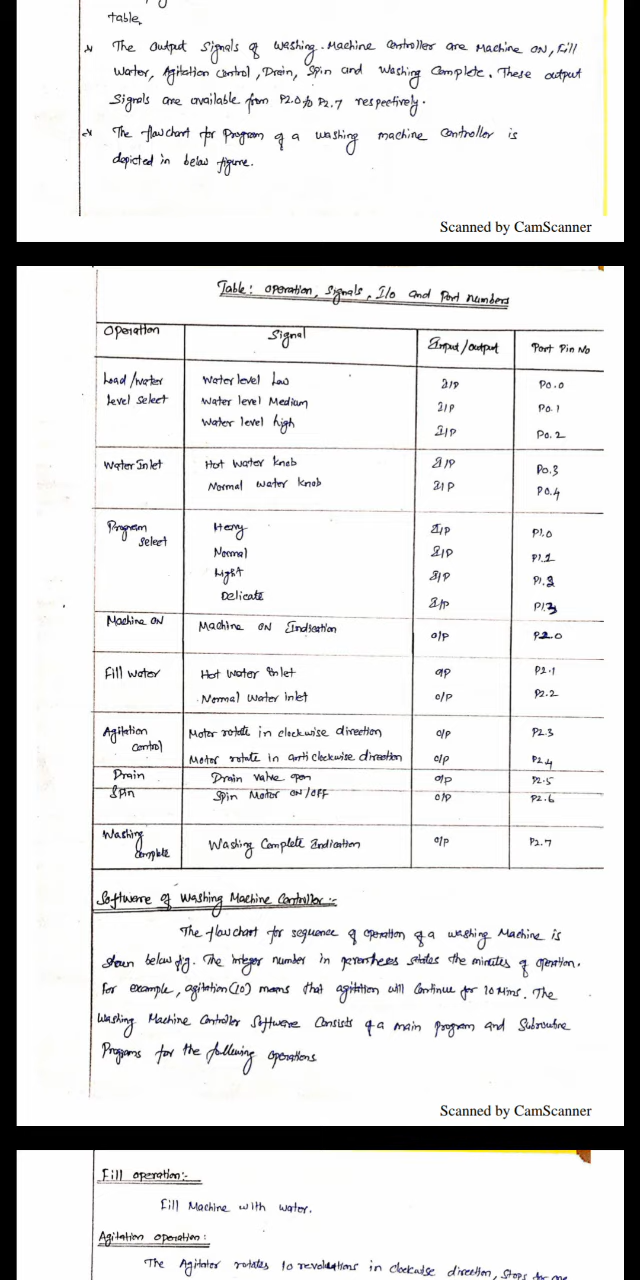 table.
The output Signals of Washing Machine Controller are Machine ON, Fill
Water, Agitation Control, Drain, Spin and Washing Complete. These output
Signals are available from P2.0 to P2.7 respectively.
The flowchart for Program of a washing machine Controller is
depicted in below figure.
Scanned by CamScanner
Table: Operation, Signals, I/o and Port numbers
Operation Signal Input/output Port Pin No
Load/water Water level Low I/P P0.0
level select Water level Medium I/P P0.1
Water level high I/P P0.2
Water Inlet Hot Water knob I/P P0.3
Normal water knob I/P P0.4
Program Heavy I/P P1.0
select Normal I/P P1.1
Light I/P P1.2
Delicate I/P P1.3
Machine ON Machine ON Indication o/p P2.0
Fill water Hot Water Inlet o/p P2.1
Normal Water inlet o/p P2.2
Agitation Motor rotate in clockwise direction o/p P2.3
control Motor rotate in anti clockwise direction o/p P2.4
Drain Drain valve open o/p P2.5
Spin Spin Motor ON/OFF o/p P2.6
Washing Washing Complete Indication o/p P2.7
Complete
Software of Washing Machine Controller :-
The flowchart for sequence of operation of a washing Machine is
shown below fig. The integer number in parentheses states the minutes of operation.
For example, agitation (10) means that agitation will Continue for 10 Mins. The
Washing Machine Controller Software Consists of a main program and Subroutine
Programs for the following operations
Scanned by CamScanner
Fill operation:-
Fill Machine with water.
Agitation operation:
The Agitator rotates 10 revolutions in clockwise direction, stops for